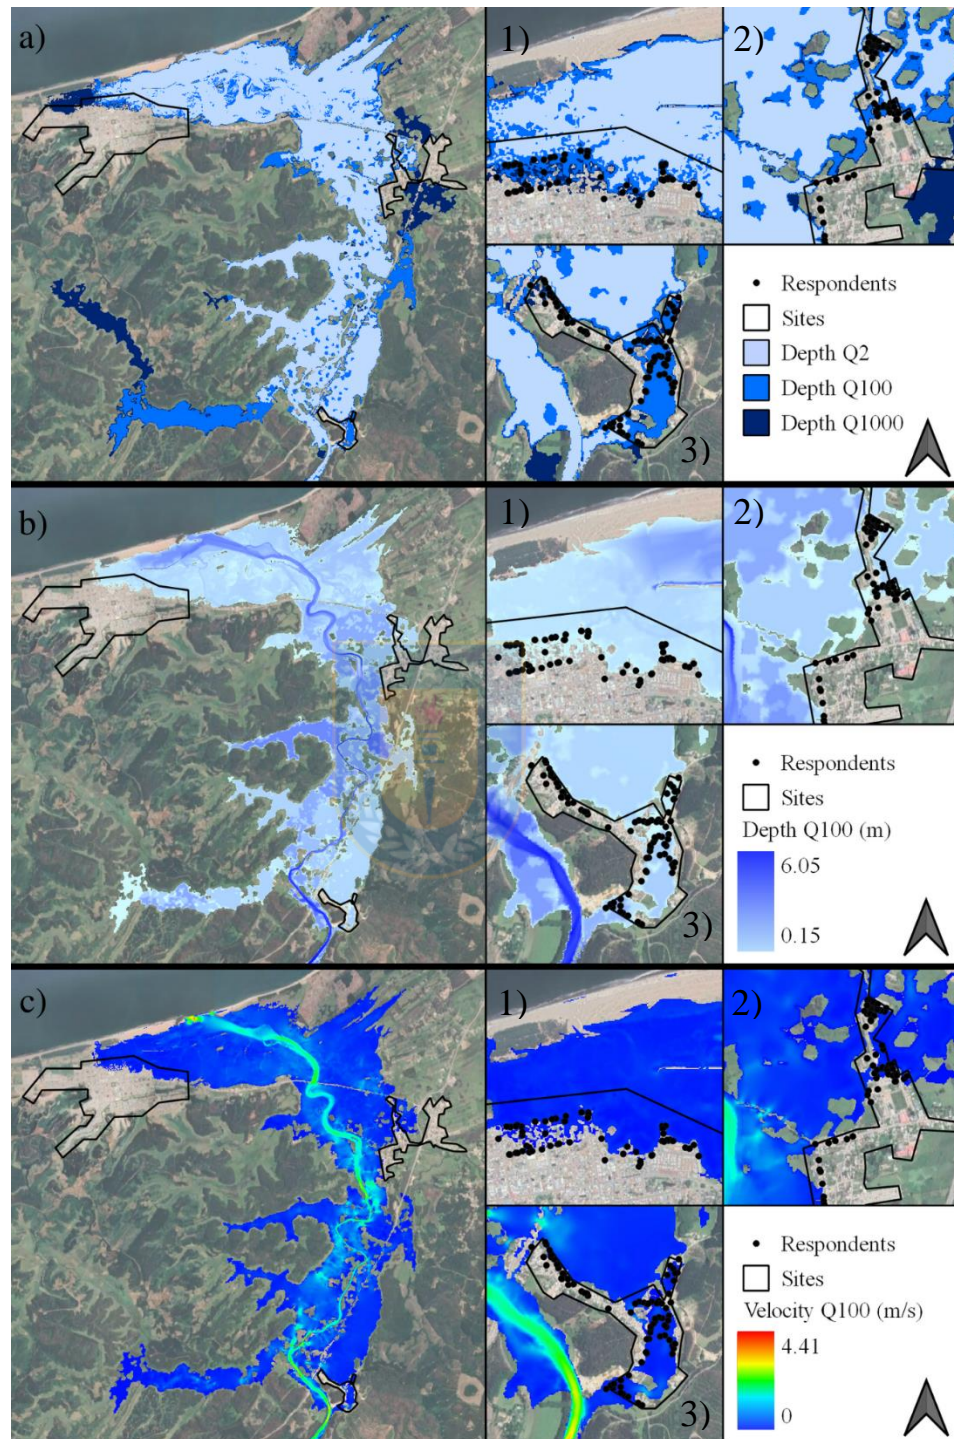 a)
1)
2)
3)
Respondents
Sites
Depth Q2
Depth Q100
Depth Q1000
b)
1)
2)
3)
Respondents
Sites
Depth Q100 (m)
6.05
0.15
c)
1)
2)
3)
Respondents
Sites
Velocity Q100 (m/s)
4.41
0